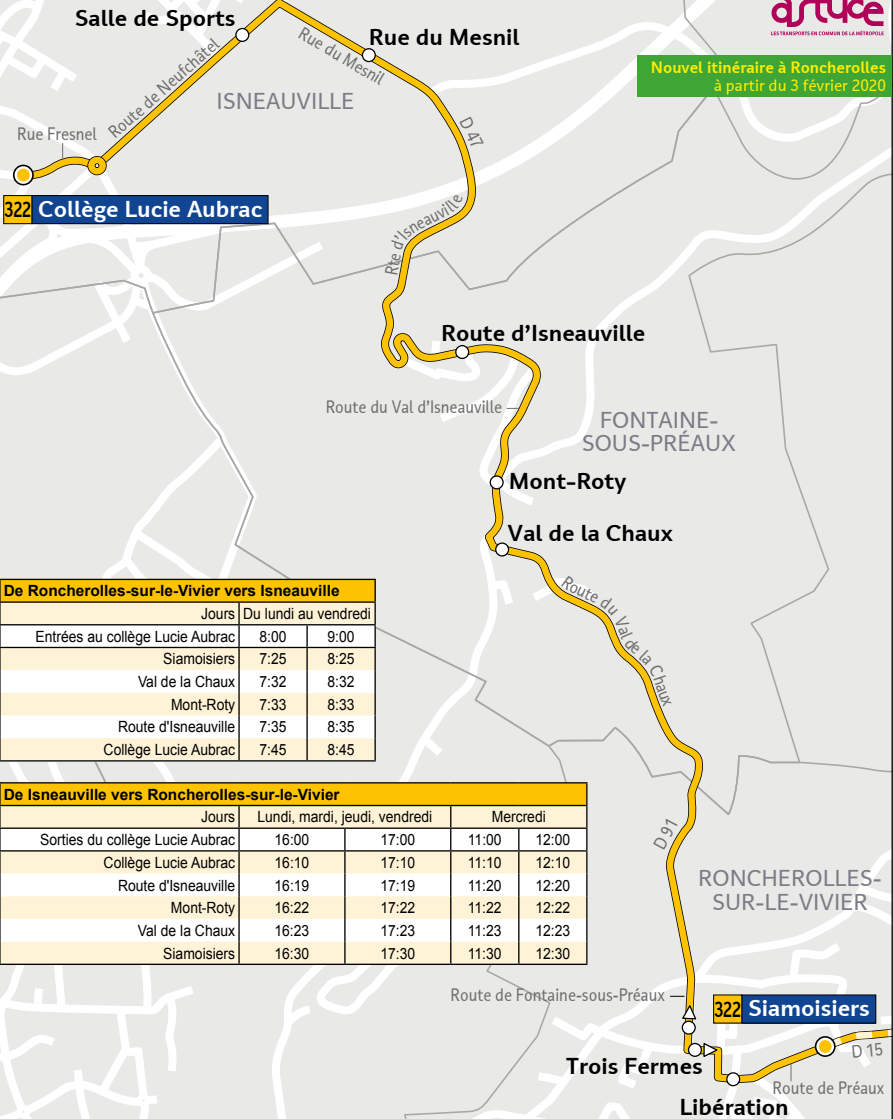 astuce
LES TRANSPORTS EN COMMUN DE LA MÉTROPOLE
Salle de Sports
Rue du Mesnil
Rue du Mesnil
Nouvel itinéraire à Roncherolles
à partir du 3 février 2020
Route de Neufchâtel
ISNEAUVILLE
D 47
Rue Fresnel
322 Collège Lucie Aubrac
Rte d'Isneauville
Route d'Isneauville
Route du Val d'Isneauville
FONTAINE-
SOUS-PRÉAUX
Mont-Roty
Val de la Chaux
Route du Val de la Chaux
De Roncherolles-sur-le-Vivier vers Isneauville
Jours Du lundi au vendredi
Entrées au collège Lucie Aubrac 8:00 9:00
Siamoisiers 7:25 8:25
Val de la Chaux 7:32 8:32
Mont-Roty 7:33 8:33
Route d'Isneauville 7:35 8:35
Collège Lucie Aubrac 7:45 8:45
De Isneauville vers Roncherolles-sur-le-Vivier
Jours Lundi, mardi, jeudi, vendredi Mercredi
Sorties du collège Lucie Aubrac 16:00 17:00 11:00 12:00
Collège Lucie Aubrac 16:10 17:10 11:10 12:10
Route d'Isneauville 16:19 17:19 11:20 12:20
Mont-Roty 16:22 17:22 11:22 12:22
Val de la Chaux 16:23 17:23 11:23 12:23
Siamoisiers 16:30 17:30 11:30 12:30
D 91
RONCHEROLLES-
SUR-LE-VIVIER
Route de Fontaine-sous-Préaux
322 Siamoisiers
D 15
Trois Fermes
Route de Préaux
Libération